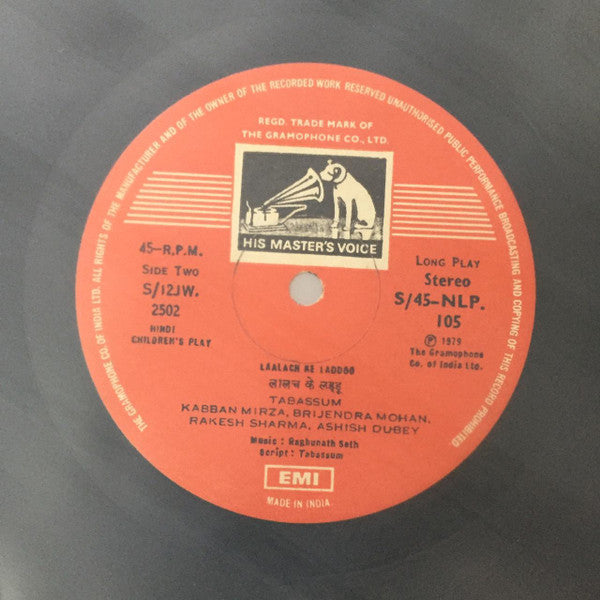 THE GRAMOPHONE CO. OF INDIA LTD. ALL RIGHTS OF THE MANUFACTURER AND OF THE OWNER OF THE RECORDED WORK RESERVED UNAUTHORISED PUBLIC PERFORMANCE BROADCASTING AND COPYING OF THIS RECORD PROHIBITED
REGD. TRADE MARK OF
THE GRAMOPHONE CO., LTD.
HIS MASTER'S VOICE
45-R.P.M.
SIDE TWO
S/12JW.
2502
HINDI
CHILDREN'S PLAY
LONG PLAY
Stereo
S/45-NLP.
105
℗ 1979
The Gramophone
Co. of India Ltd.
LAALACH KE LADDOO
लालच के लड्डू
TABASSUM
KABBAN MIRZA, BRIJENDRA MOHAN,
RAKESH SHARMA, ASHISH DUBEY
Music : Raghunath Seth
Script : Tabassum
EMI
MADE IN INDIA.